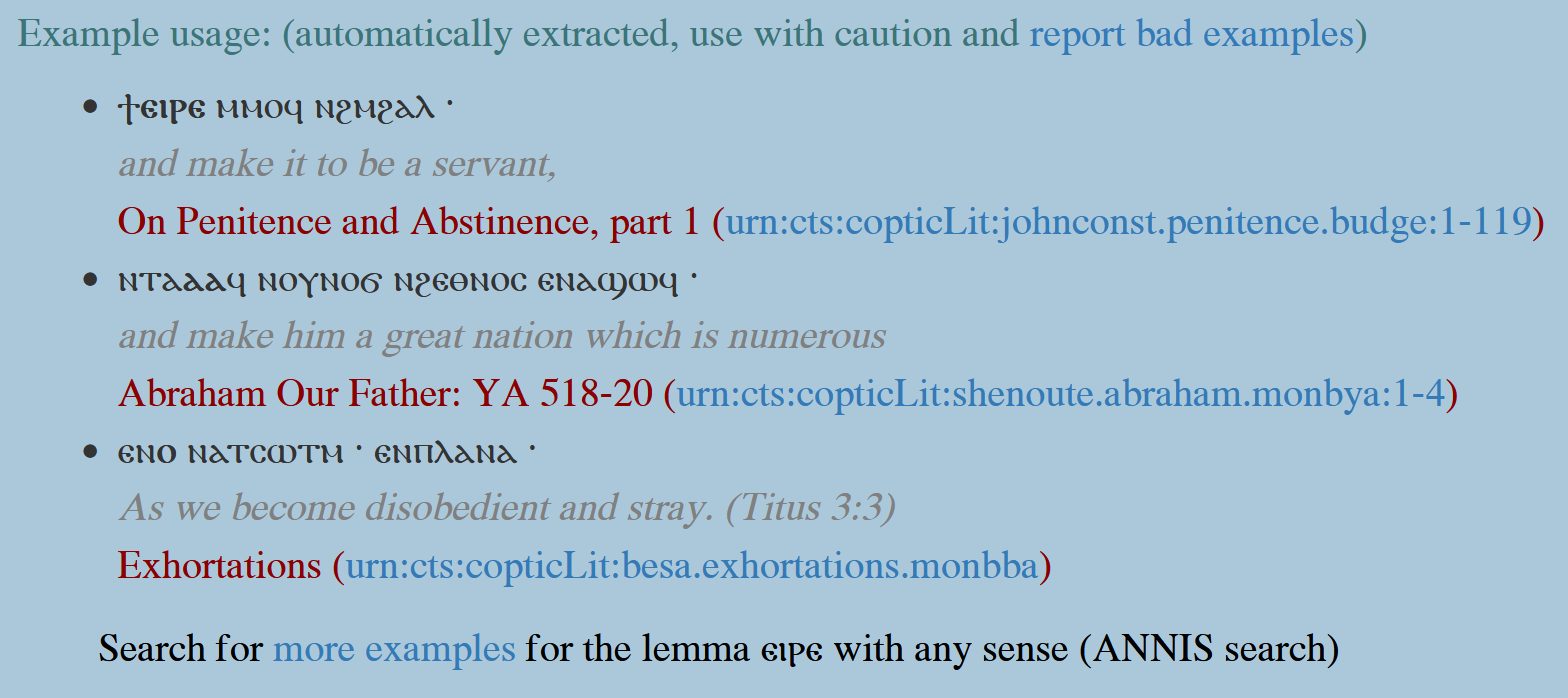 Example usage: (automatically extracted, use with caution and report bad examples)
• ϯⲉⲓⲣⲉ ⲙⲙⲟϥ ⲛϩⲙϩⲁⲗ ·
and make it to be a servant,
On Penitence and Abstinence, part 1 (urn:cts:copticLit:johnconst.penitence.budge:1-119)
• ⲛⲧⲁⲁⲁϥ ⲛⲟⲩⲛⲟϭ ⲛϩⲉⲑⲛⲟⲥ ⲉⲛⲁϣⲱϥ ·
and make him a great nation which is numerous
Abraham Our Father: YA 518-20 (urn:cts:copticLit:shenoute.abraham.monbya:1-4)
• ⲉⲛⲟ ⲛⲁⲧⲥⲱⲧⲙ · ⲉⲛⲡⲗⲁⲛⲁ ·
As we become disobedient and stray. (Titus 3:3)
Exhortations (urn:cts:copticLit:besa.exhortations.monbba)
Search for more examples for the lemma ⲉⲓⲣⲉ with any sense (ANNIS search)